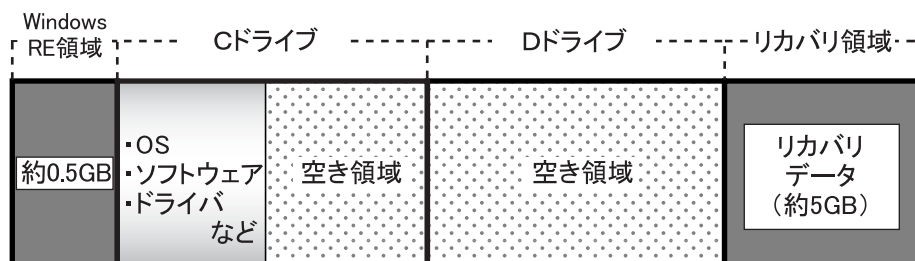 Windows
RE領域
Cドライブ
Dドライブ
リカバリ領域
約0.5GB
・OS
・ソフトウェア
・ドライバ
など
空き領域
空き領域
リカバリ
データ
（約5GB）